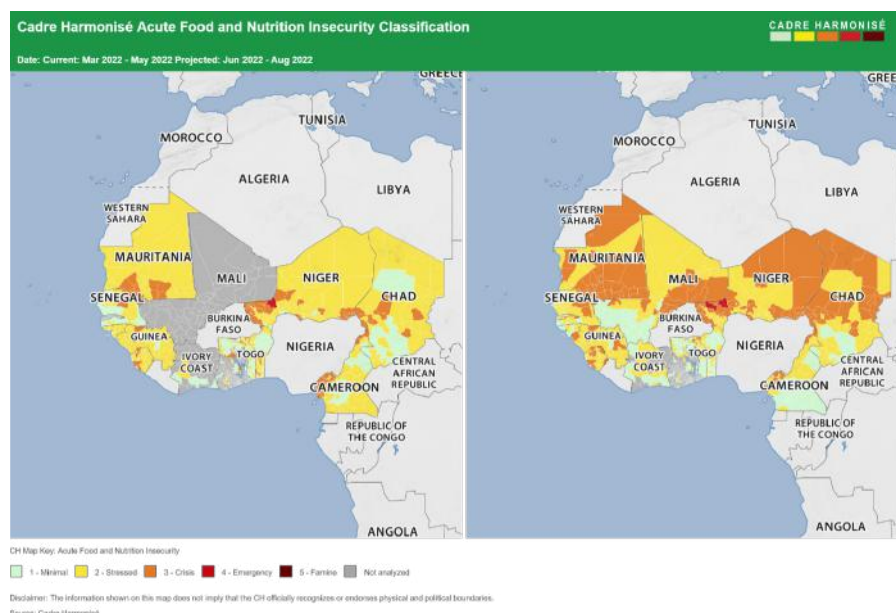 Cadre Harmonisé Acute Food and Nutrition Insecurity Classification
CADRE HARMONISÉ
Date: Current: Mar 2022 - May 2022 Projected: Jun 2022 - Aug 2022
GREECE
TUNISIA
MOROCCO
ALGERIA
LIBYA
WESTERN
SAHARA
MAURITANIA
MALI
NIGER
SENEGAL
CHAD
BURKINA
FASO
GUINEA
NIGERIA
IVORY
COAST
TOGO
CENTRAL
AFRICAN
REPUBLIC
CAMEROON
REPUBLIC OF
THE CONGO
ANGOLA
GREE
TUNISIA
MOROCCO
ALGERIA
LIBYA
WESTERN
SAHARA
MAURITANIA
MALI
NIGER
SENEGAL
CHAD
BURKINA
FASO
GUINEA
NIGERIA
IVORY
COAST
TOGO
CENTRAL
AFRICAN
REPUBLIC
CAMEROON
REPUBLIC OF
THE CONGO
ANGOLA
CH Map Key: Acute Food and Nutrition Insecurity
1 - Minimal 2 - Stressed 3 - Crisis 4 - Emergency 5 - Famine Not analyzed
Disclaimer: The information shown on this map does not imply that the CH officially recognizes or endorses physical and political boundaries.
Source: Cadre Harmonisé